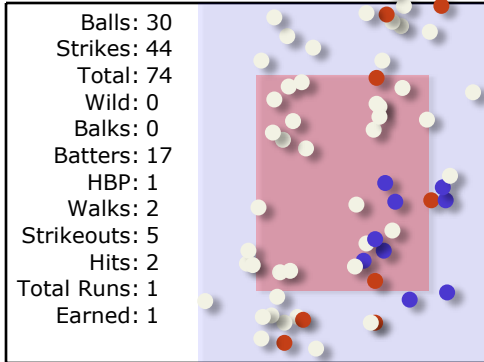 Balls: 30
Strikes: 44
Total: 74
Wild: 0
Balks: 0
Batters: 17
HBP: 1
Walks: 2
Strikeouts: 5
Hits: 2
Total Runs: 1
Earned: 1